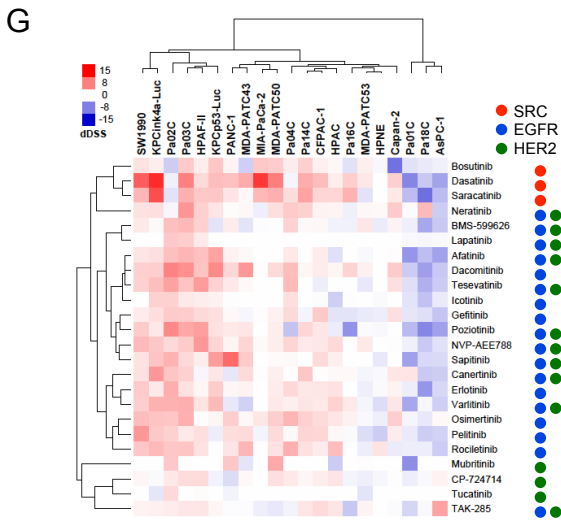 G
15
8
0
-8
-15
dDSS
SW1990
KPCink4a-Luc
Pa02C
Pa03C
HPAF-II
KPCp53-Luc
PANC-1
MDA-PATC43
MIA-PaCa-2
MDA-PATC50
Pa04C
Pa14C
CFPAC-1
HPAC
Pa16C
MDA-PATC53
HPNE
Capan-2
Pa01C
Pa18C
AsPC-1
SRC
EGFR
HER2
Bosutinib
Dasatinib
Saracatinib
Neratinib
BMS-599626
Lapatinib
Afatinib
Dacomitinib
Tesevatinib
Icotinib
Gefitinib
Poziotinib
NVP-AEE788
Sapitinib
Canertinib
Erlotinib
Varlitinib
Osimertinib
Pelitinib
Rociletinib
Mubritinib
CP-724714
Tucatinib
TAK-285